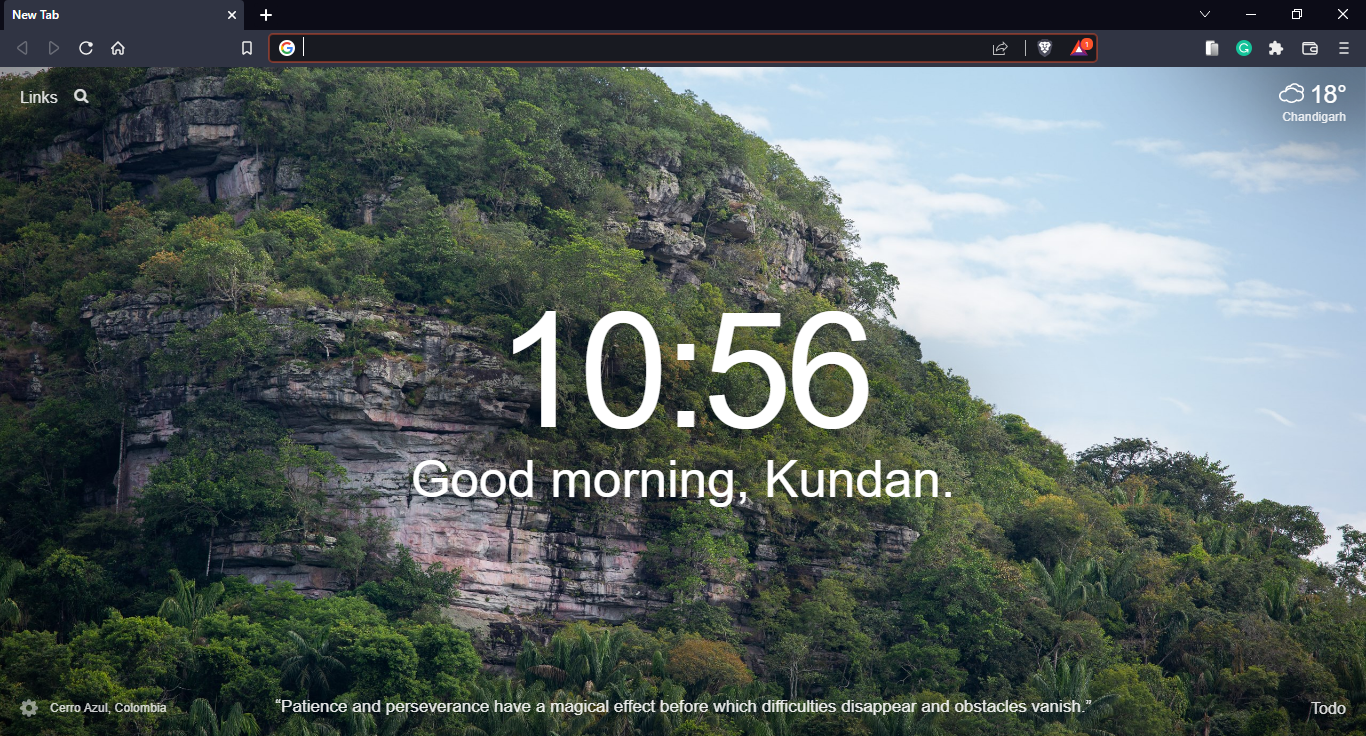 New Tab
1
Links
18°
Chandigarh
10:56
Good morning, Kundan.
Cerro Azul, Colombia
“Patience and perseverance have a magical effect before which difficulties disappear and obstacles vanish.”
Todo